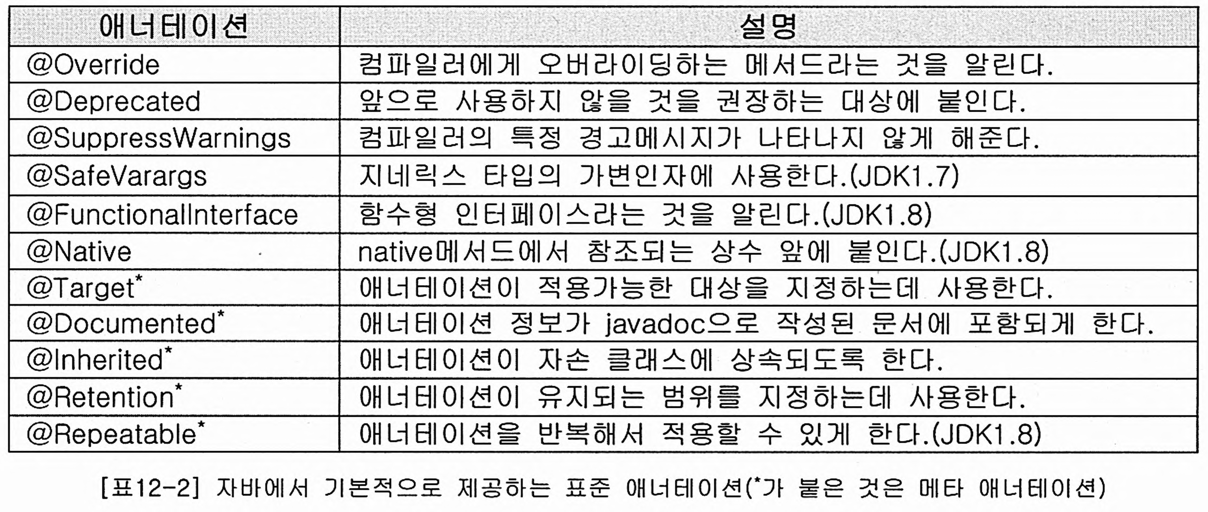 애너테이션 설명
@Override 컴파일러에게 오버라이딩하는 메서드라는 것을 알린다.
@Deprecated 앞으로 사용하지 않을 것을 권장하는 대상에 붙인다.
@SuppressWarnings 컴파일러의 특정 경고메시지가 나타나지 않게 해준다.
@SafeVarargs 지네릭스 타입의 가변인자에 사용한다.(JDK1.7)
@FunctionalInterface 함수형 인터페이스라는 것을 알린다.(JDK1.8)
@Native native메서드에서 참조되는 상수 앞에 붙인다.(JDK1.8)
@Target* 애너테이션이 적용가능한 대상을 지정하는데 사용한다.
@Documented* 애너테이션 정보가 javadoc으로 작성된 문서에 포함되게 한다.
@Inherited* 애너테이션이 자손 클래스에 상속되도록 한다.
@Retention* 애너테이션이 유지되는 범위를 지정하는데 사용한다.
@Repeatable* 애너테이션을 반복해서 적용할 수 있게 한다.(JDK1.8)
[표12-2] 자바에서 기본적으로 제공하는 표준 애너테이션(*가 붙은 것은 메타 애너테이션)